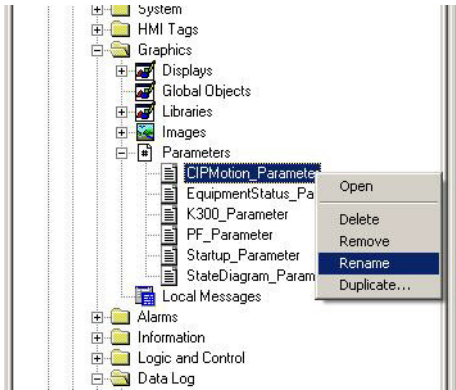 System
HMI Tags
Graphics
Displays
Global Objects
Libraries
Images
Parameters
CIPMotion_Paramete
EquipmentStatus_Pa
K300_Parameter
PF_Parameter
Startup_Parameter
StateDiagram_Param
Local Messages
Alarms
Information
Logic and Control
Data Log
Open
Delete
Remove
Rename
Duplicate...